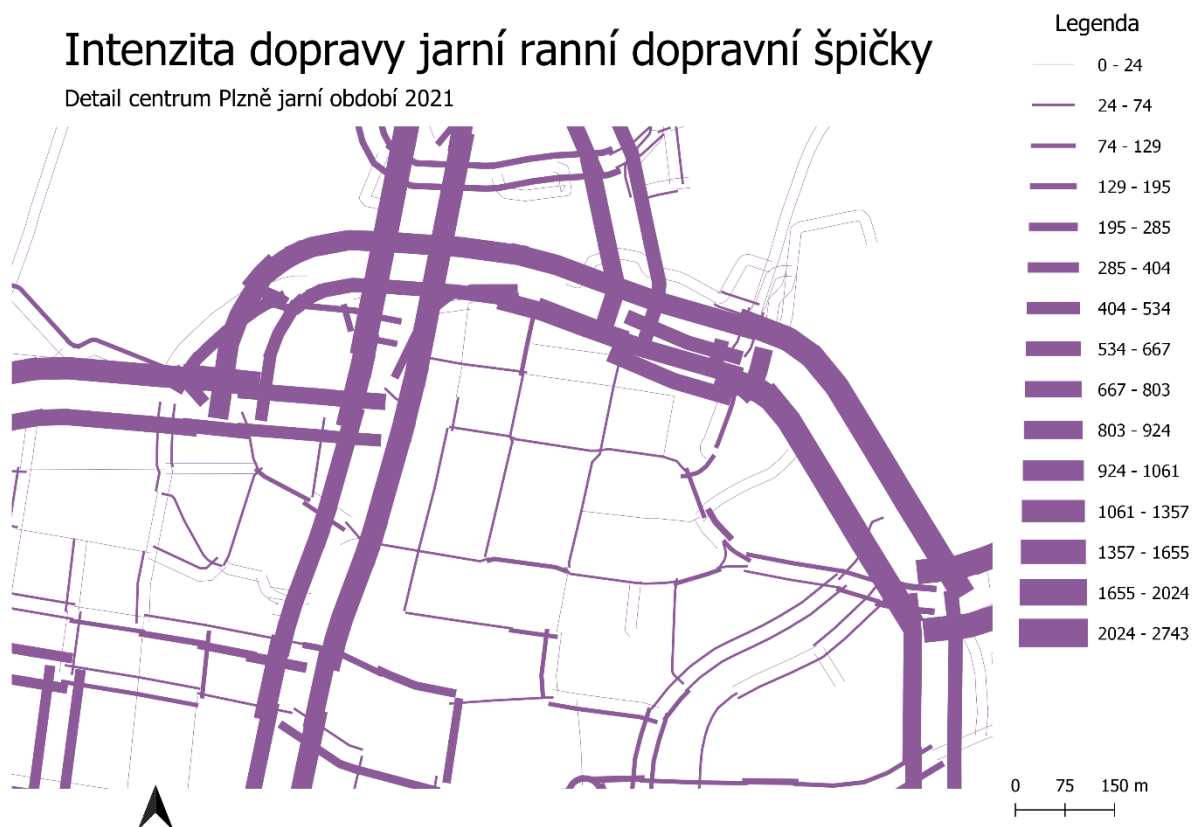 Intenzita dopravy jarní ranní dopravní špičky
Detail centrum Plzně jarní období 2021
Legenda
0 - 24
24 - 74
74 - 129
129 - 195
195 - 285
285 - 404
404 - 534
534 - 667
667 - 803
803 - 924
924 - 1061
1061 - 1357
1357 - 1655
1655 - 2024
2024 - 2743
0 75 150 m